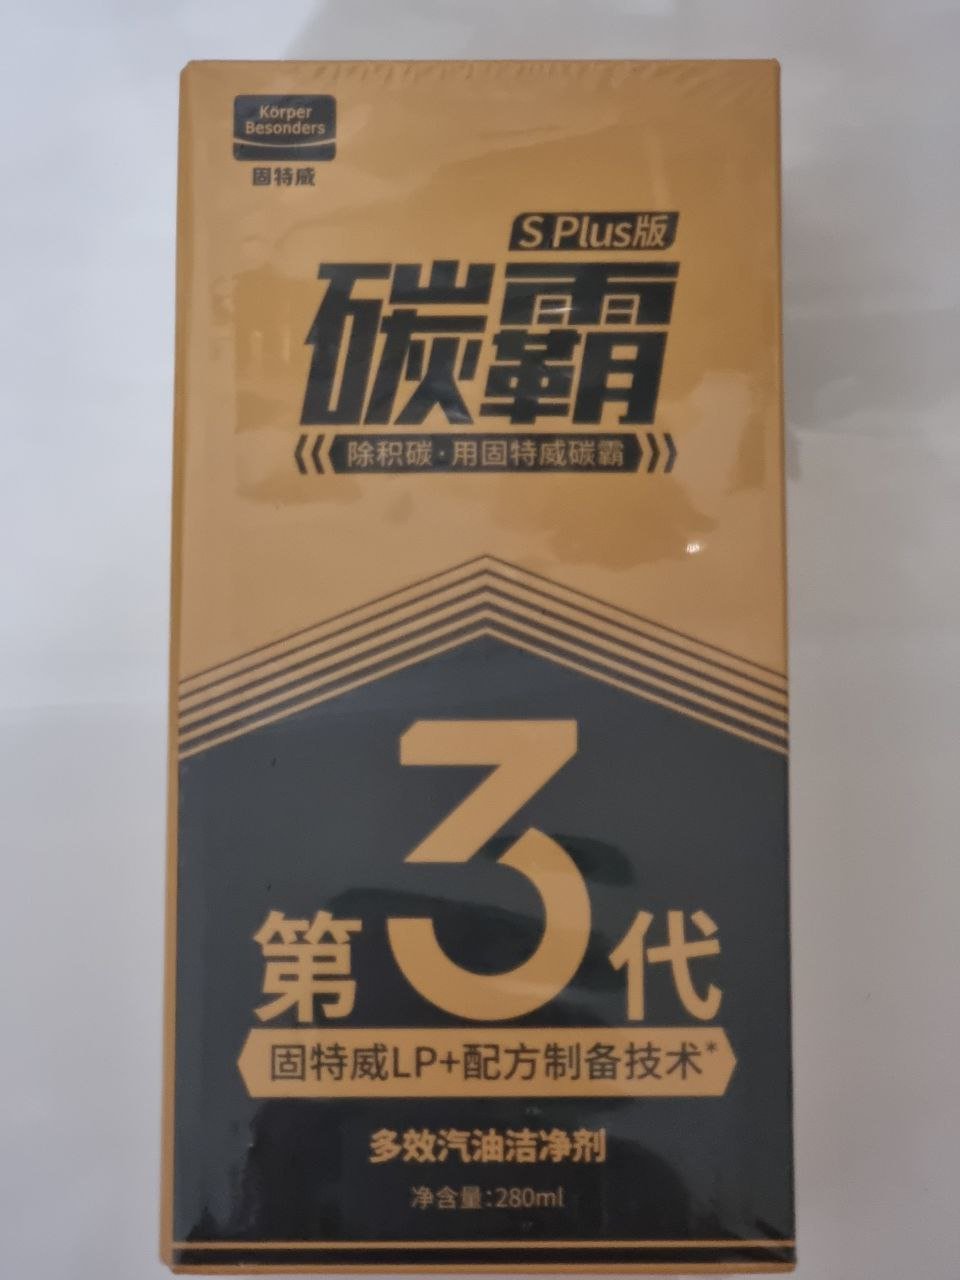 Körper
Besonders
固特威
S Plus版
碳霸
除积碳·用固特威碳霸
第3代
固特威LP+配方制备技术*
多效汽油洁净剂
净含量:280ml